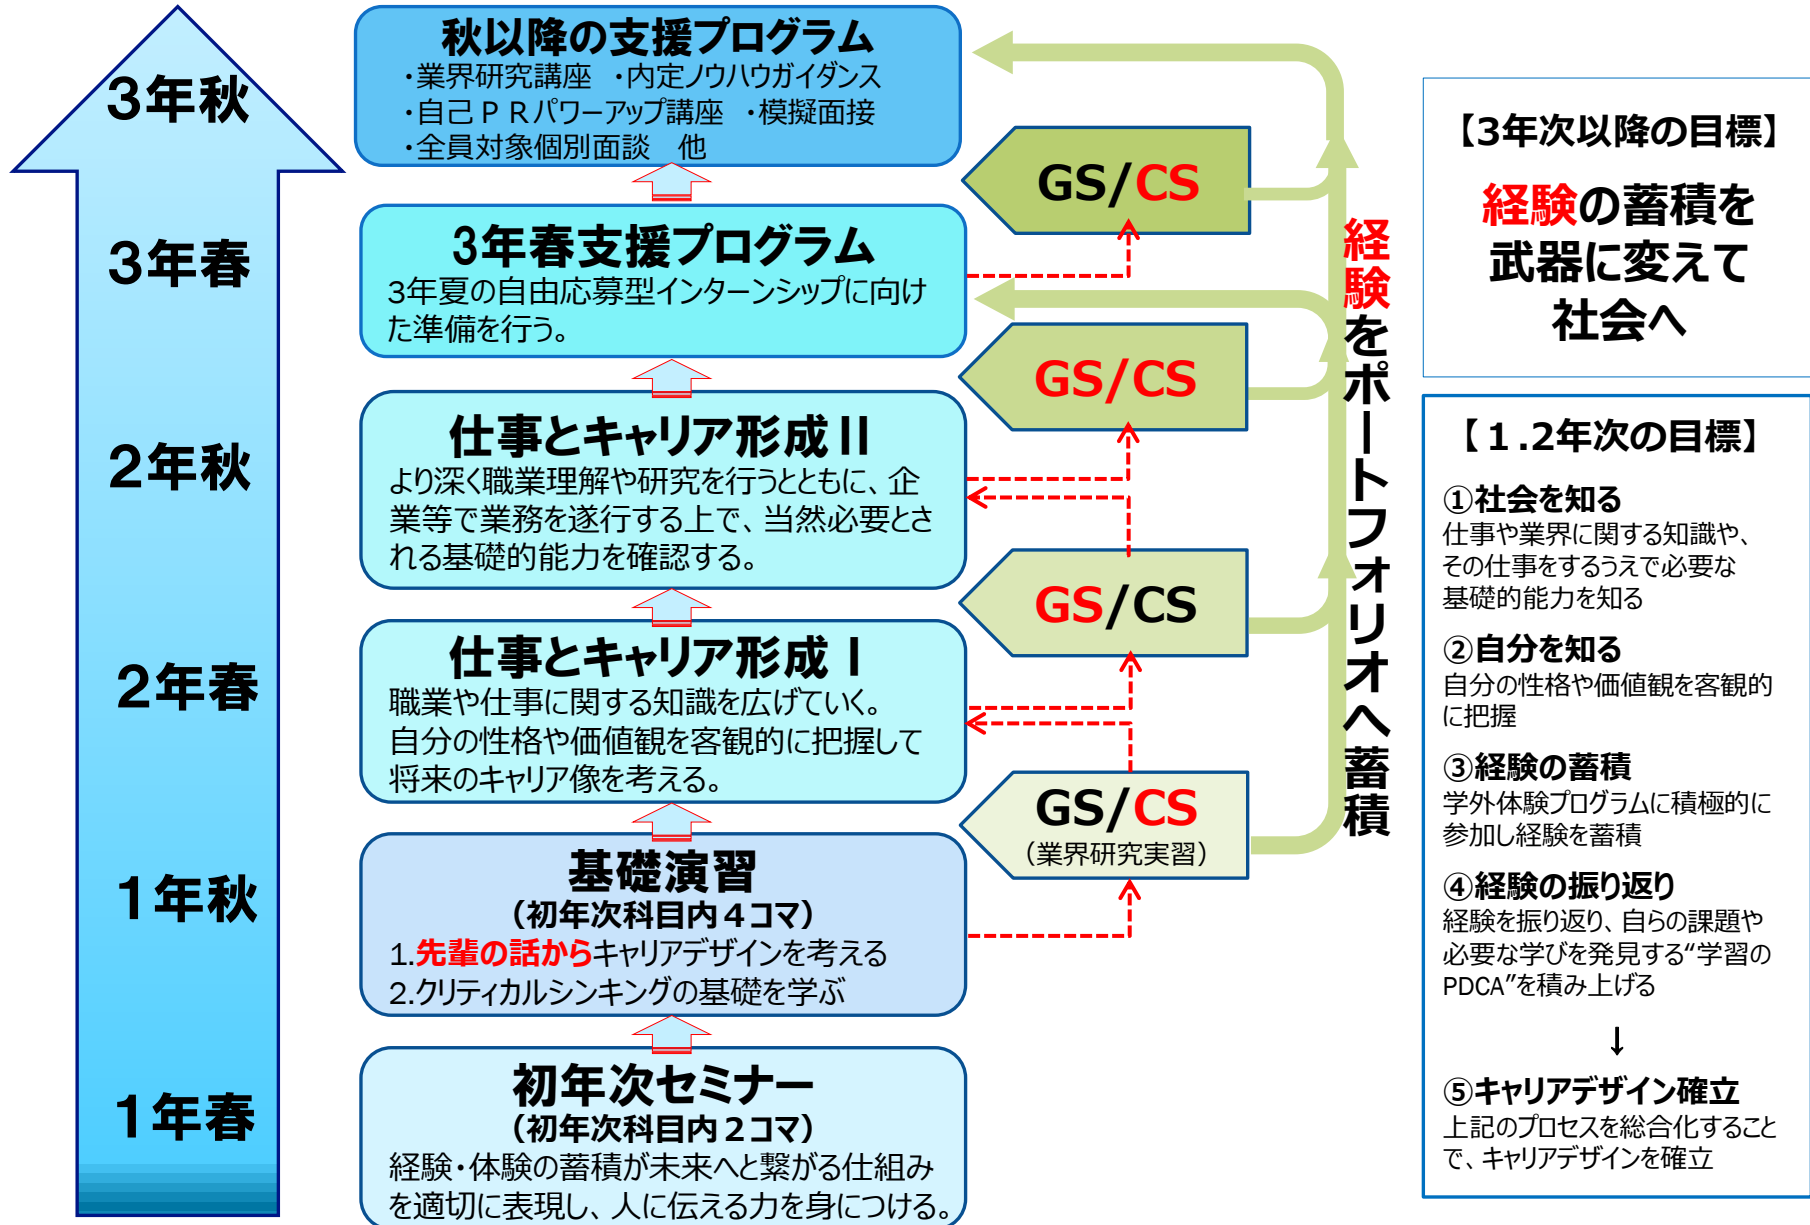 3年秋
3年春
2年秋
2年春
1年秋
1年春
秋以降の支援プログラム
・業界研究講座 ・内定ノウハウガイダンス
・自己PRパワーアップ講座 ・模擬面接
・全員対象個別面談 他
3年春支援プログラム
3年夏の自由応募型インターンシップに向け
た準備を行う。
仕事とキャリア形成Ⅱ
より深く職業理解や研究を行うとともに、企
業等で業務を遂行する上で、当然必要とさ
れる基礎的能力を確認する。
仕事とキャリア形成Ⅰ
職業や仕事に関する知識を広げていく。
自分の性格や価値観を客観的に把握して
将来のキャリア像を考える。
基礎演習
（初年次科目内4コマ）
1.先輩の話からキャリアデザインを考える
2.クリティカルシンキングの基礎を学ぶ
初年次セミナー
（初年次科目内2コマ）
経験・体験の蓄積が未来へと繋がる仕組み
を適切に表現し、人に伝える力を身につける。
GS/CS
GS/CS
GS/CS
GS/CS
（業界研究実習）
経験をポートフォリオへ蓄積
【3年次以降の目標】
経験の蓄積を
武器に変えて
社会へ
【1.2年次の目標】
①社会を知る
仕事や業界に関する知識や、
その仕事をするうえで必要な
基礎的能力を知る
②自分を知る
自分の性格や価値観を客観的
に把握
③経験の蓄積
学外体験プログラムに積極的に
参加し経験を蓄積
④経験の振り返り
経験を振り返り、自らの課題や
必要な学びを発見する“学習の
PDCA”を積み上げる
↓
⑤キャリアデザイン確立
上記のプロセスを総合化すること
で、キャリアデザインを確立